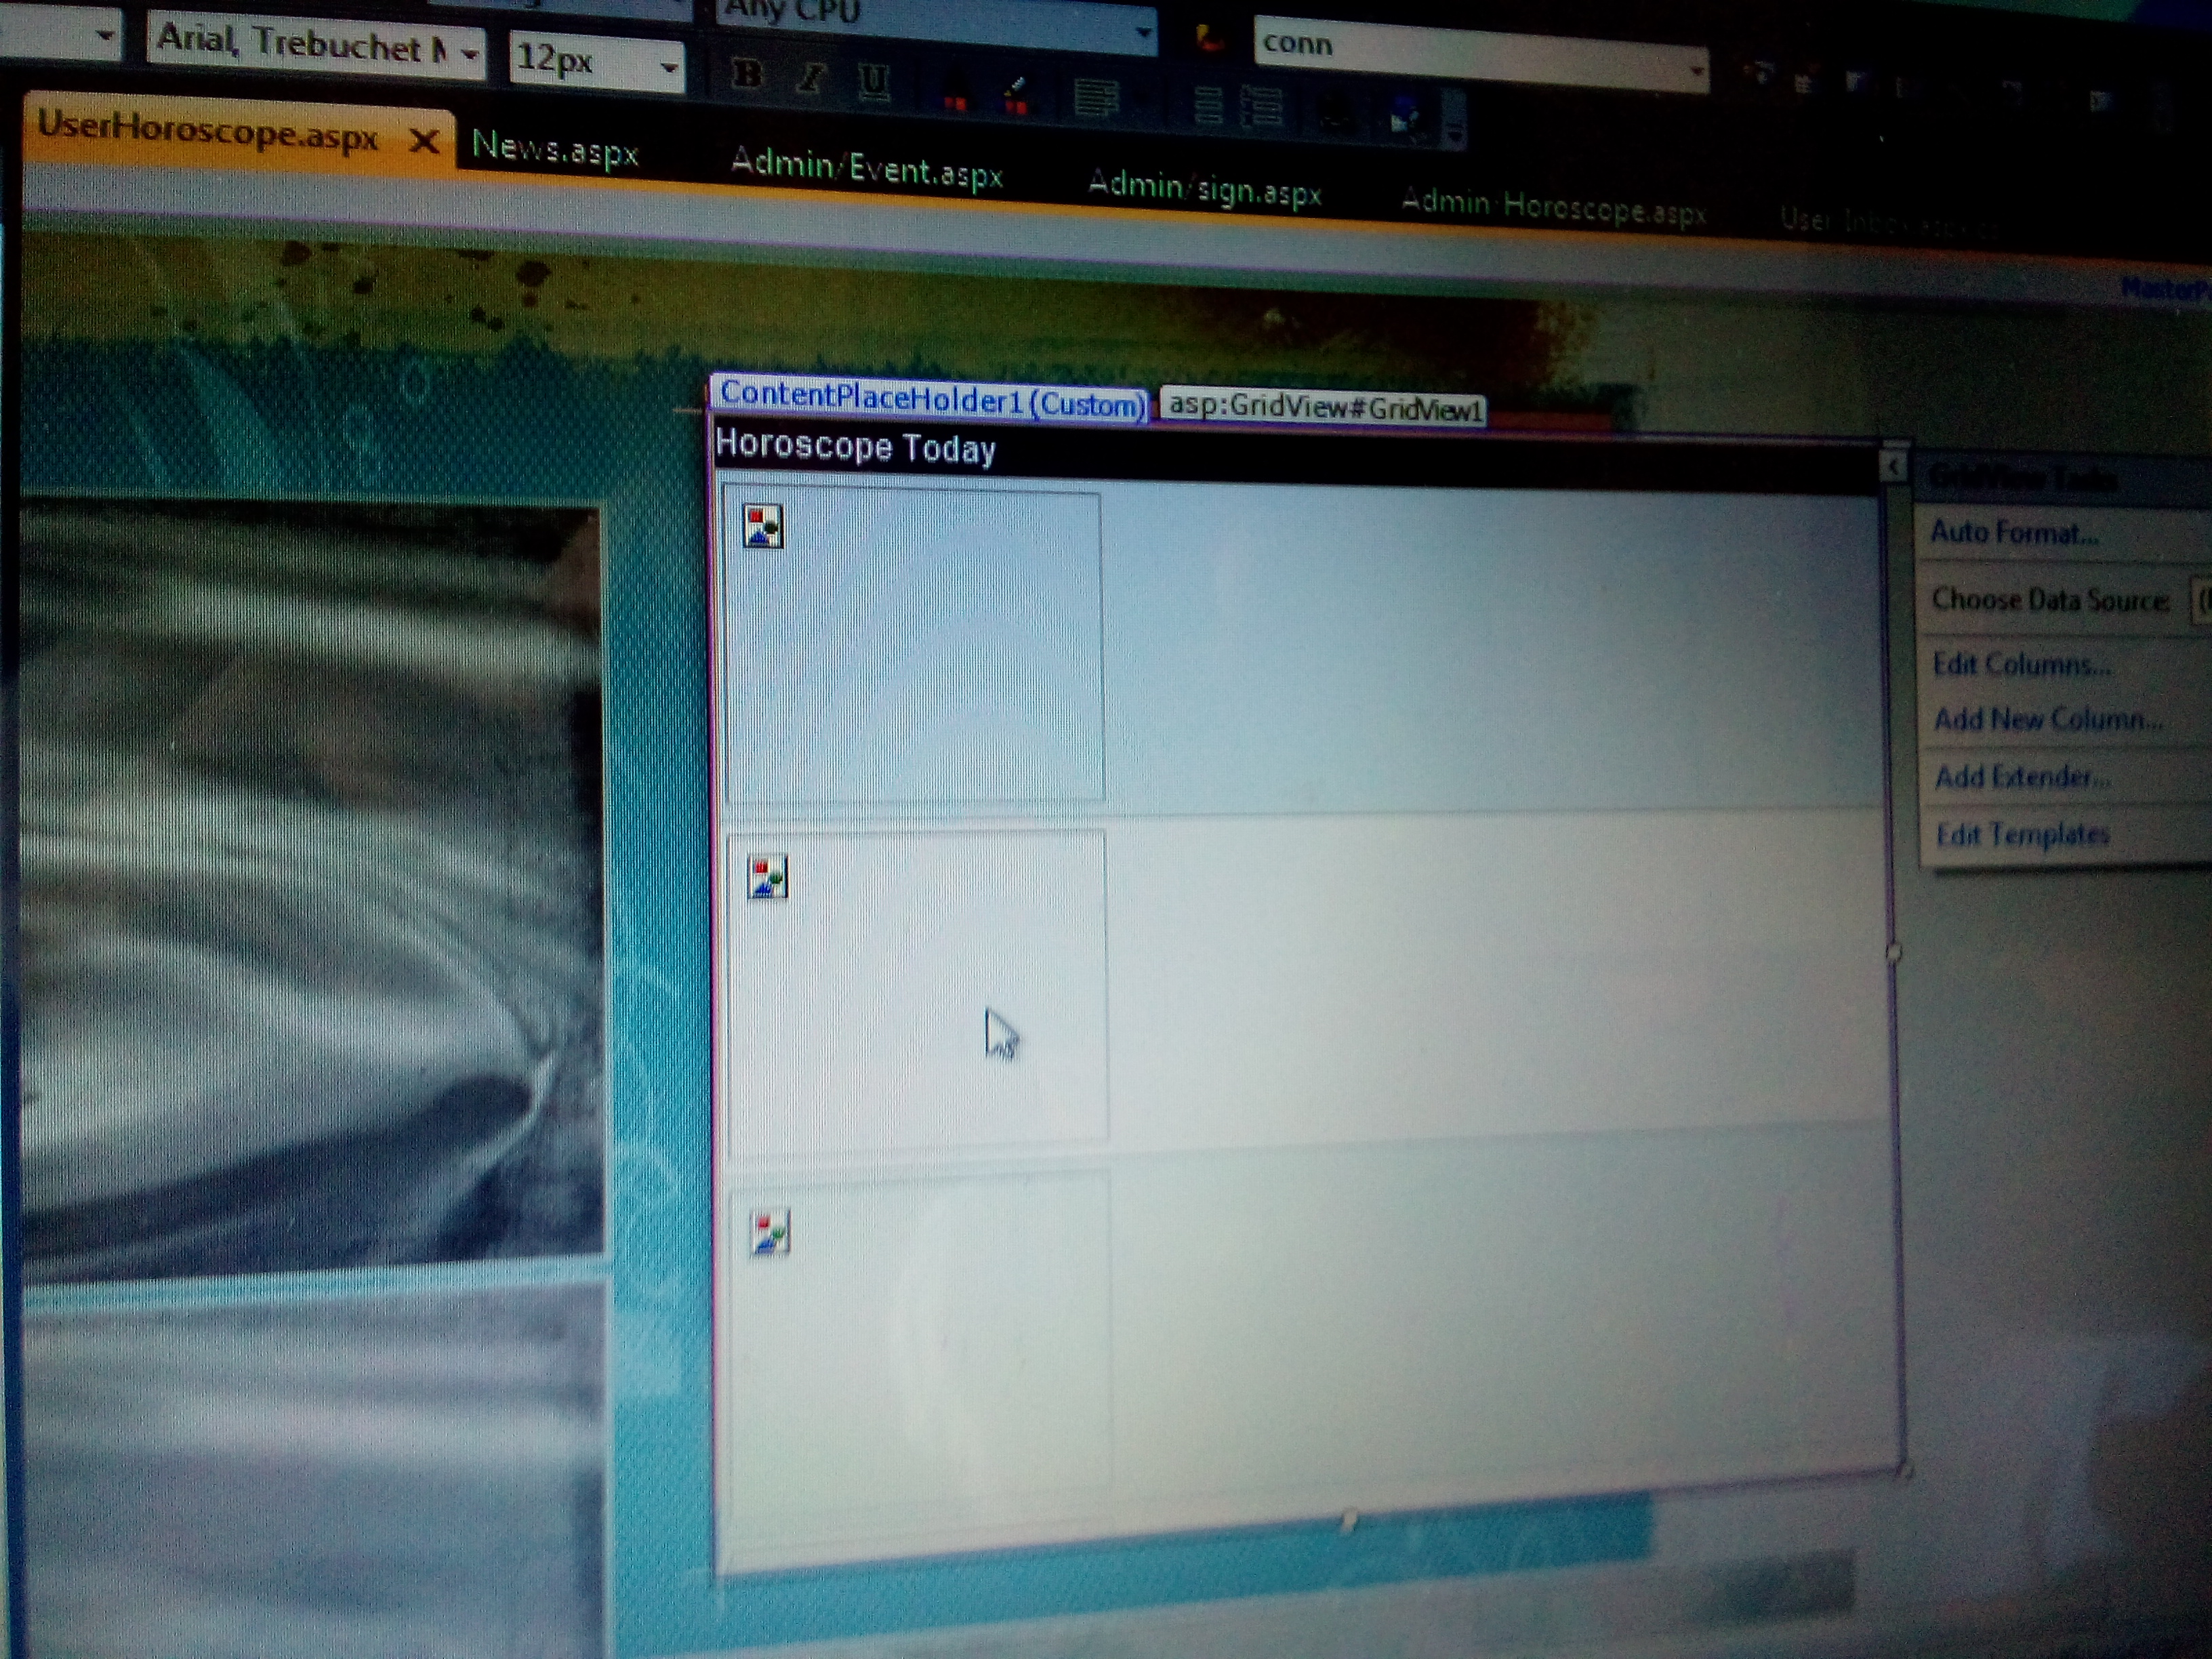 Any CPU
Arial, Trebuchet M
12px
conn
B I U
UserHoroscope.aspx X
News.aspx
Admin/Event.aspx
Admin/sign.aspx
Admin/Horoscope.aspx
ContentPlaceHolder1 (Custom)
asp:GridView#GridView1
Horoscope Today
GridView Tasks
Auto Format...
Choose Data Source:
Edit Columns...
Add New Column...
Add Extender...
Edit Templates